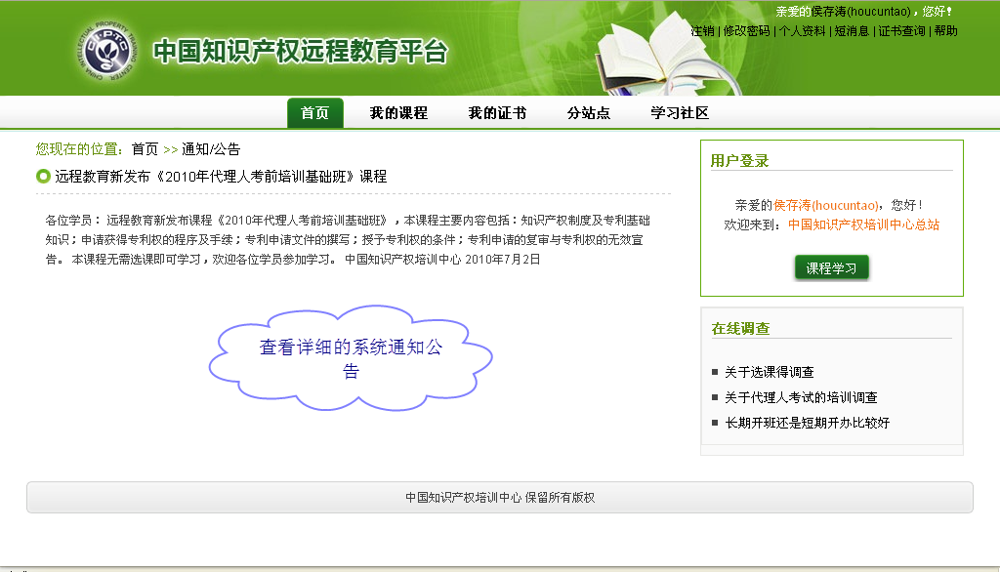 亲爱的侯存涛(houcuntao)，您好！
注销 | 修改密码 | 个人资料 | 短消息 | 证书查询 | 帮助
中国知识产权远程教育平台
首页 我的课程 我的证书 分站点 学习社区
您现在的位置：首页 >> 通知/公告
远程教育新发布《2010年代理人考前培训基础班》课程
各位学员： 远程教育新发布课程《2010年代理人考前培训基础班》，本课程主要内容包括：知识产权制度及专利基础
知识；申请获得专利权的程序及手续；专利申请文件的撰写；授予专利权的条件；专利申请的复审与专利权的无效宣
告。 本课程无需选课即可学习，欢迎各位学员参加学习。 中国知识产权培训中心 2010年7月2日
查看详细的系统通知公
告
用户登录
亲爱的侯存涛(houcuntao)，您好！
欢迎来到：中国知识产权培训中心总站
课程学习
在线调查
关于选课得调查
关于代理人考试的培训调查
长期开班还是短期开办比较好
中国知识产权培训中心 保留所有版权